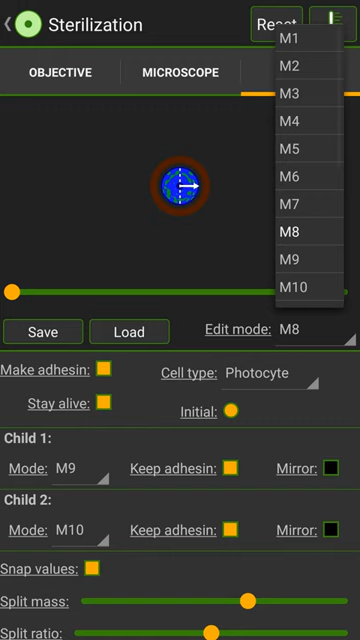 Sterilization
Reset
OBJECTIVE
MICROSCOPE
M1
M2
M3
M4
M5
M6
M7
M8
M9
M10
Save
Load
Edit mode:
M8
Make adhesin:
Cell type:
Photocyte
Stay alive:
Initial:
Child 1:
Mode:
M9
Keep adhesin:
Mirror:
Child 2:
Mode:
M10
Keep adhesin:
Mirror:
Snap values:
Split mass:
Split ratio: